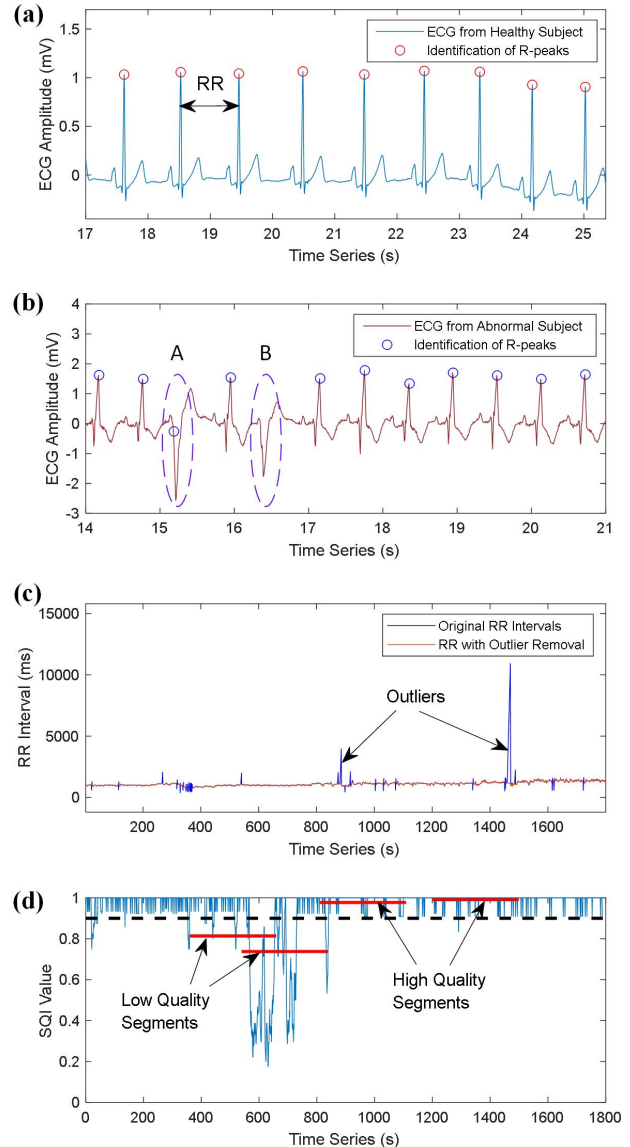 (a)
ECG Amplitude (mV)
1.5
1
0.5
0
ECG from Healthy Subject
Identification of R-peaks
RR
17 18 19 20 21 22 23 24 25
Time Series (s)
(b)
ECG Amplitude (mV)
4
3
2
1
0
-1
-2
-3
ECG from Abnormal Subject
Identification of R-peaks
A B
14 15 16 17 18 19 20 21
Time Series (s)
(c)
RR Interval (ms)
15000
10000
5000
0
Original RR Intervals
RR with Outlier Removal
Outliers
200 400 600 800 1000 1200 1400 1600
Time Series (s)
(d)
SQI Value
1
0.8
0.6
0.4
0.2
0
Low Quality
Segments
High Quality
Segments
0 200 400 600 800 1000 1200 1400 1600 1800
Time Series (s)